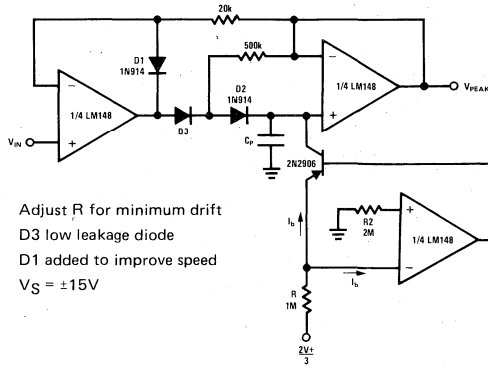 20k
D1
1N914
500k
D2
1N914
1/4 LM148
1/4 LM148
VPEAK
VIN
D3
CP
2N2906
Adjust R for minimum drift
D3 low leakage diode
D1 added to improve speed
VS = ±15V
Ib
R2
2M
1/4 LM148
Ib
R
1M
2V+
3